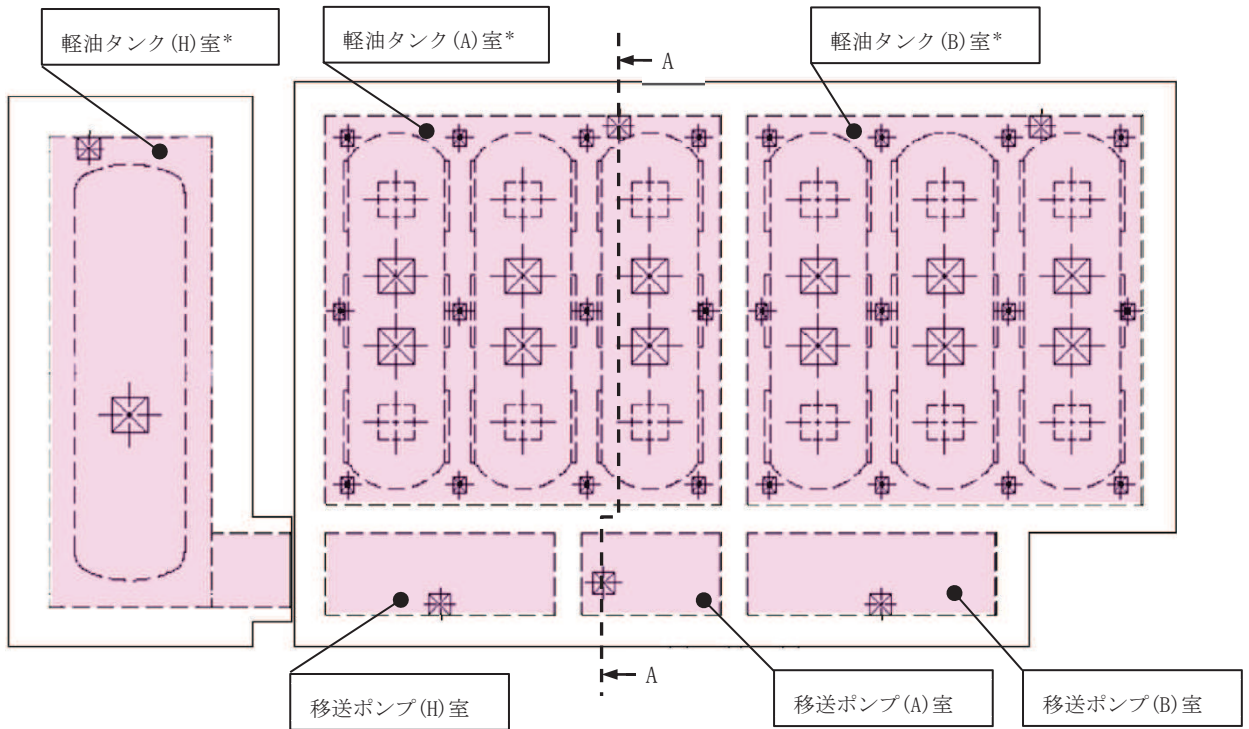 軽油タンク(H)室*
軽油タンク(A)室*
軽油タンク(B)室*
A
A
移送ポンプ(H)室
移送ポンプ(A)室
移送ポンプ(B)室